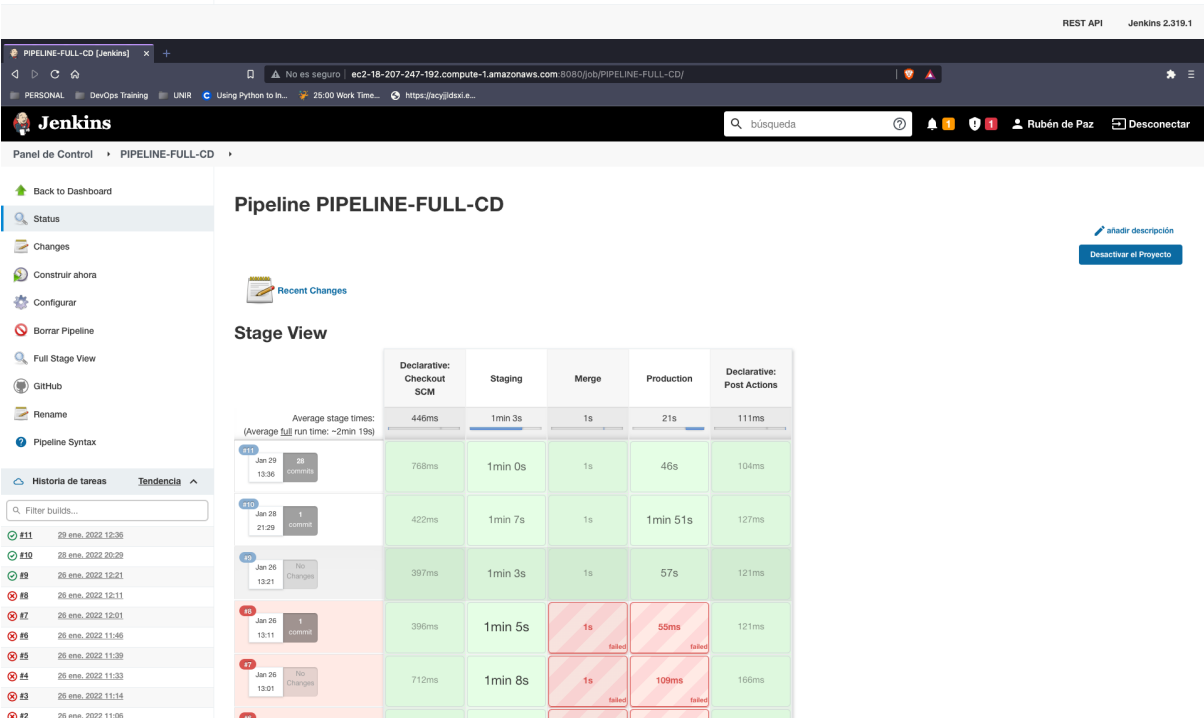 REST API Jenkins 2.319.1
PIPELINE-FULL-CD [Jenkins] × +
No es seguro | ec2-18-207-247-192.compute-1.amazonaws.com:8080/job/PIPELINE-FULL-CD/
PERSONAL DevOps Training UNIR Using Python to In... 25:00 Work Time... https://acyjjldsxi.e...
Jenkins búsqueda 1 1 Rubén de Paz Desconectar
Panel de Control PIPELINE-FULL-CD
Back to Dashboard
Status
Changes
Construir ahora
Configurar
Borrar Pipeline
Full Stage View
GitHub
Rename
Pipeline Syntax
Historia de tareas Tendencia
Filter builds...
#11 29 ene. 2022 12:36
#10 28 ene. 2022 20:29
#9 26 ene. 2022 12:21
#8 26 ene. 2022 12:11
#7 26 ene. 2022 12:01
#6 26 ene. 2022 11:46
#5 26 ene. 2022 11:39
#4 26 ene. 2022 11:33
#3 26 ene. 2022 11:14
#2 26 ene. 2022 11:06
Pipeline PIPELINE-FULL-CD
añadir descripción
Desactivar el Proyecto
Recent Changes
Stage View
Declarative: Checkout SCM Staging Merge Production Declarative: Post Actions
Average stage times: 446ms 1min 3s 1s 21s 111ms
(Average full run time: ~2min 19s)
#11
Jan 29 13:36 28 commits 768ms 1min 0s 1s 46s 104ms
#10
Jan 28 21:29 1 commit 422ms 1min 7s 1s 1min 51s 127ms
#9
Jan 26 13:21 No Changes 397ms 1min 3s 1s 57s 121ms
#8
Jan 26 13:11 1 commit 396ms 1min 5s 1s failed 55ms failed 121ms
#7
Jan 26 13:01 No Changes 712ms 1min 8s 1s failed 109ms failed 166ms